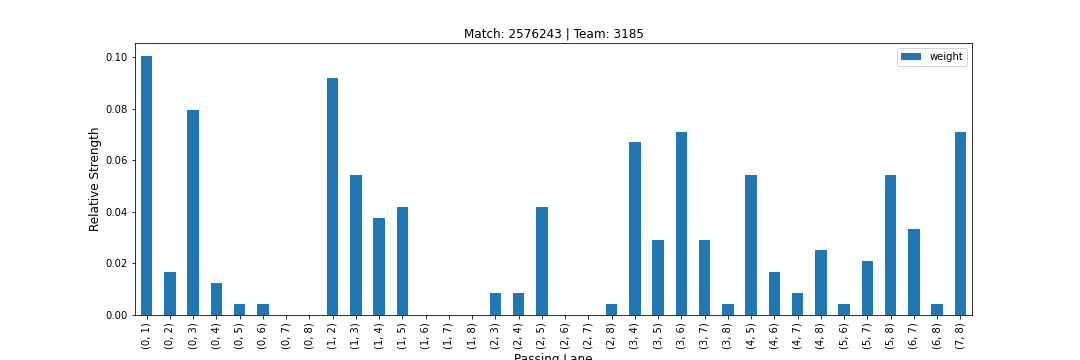 Match: 2576243 | Team: 3185
weight
Relative Strength
0.10
0.08
0.06
0.04
0.02
0.00
(0, 1) (0, 2) (0, 3) (0, 4) (0, 5) (0, 6) (0, 7) (0, 8) (1, 2) (1, 3) (1, 4) (1, 5) (1, 6) (1, 7) (1, 8) (2, 3) (2, 4) (2, 5) (2, 6) (2, 7) (2, 8) (3, 4) (3, 5) (3, 6) (3, 7) (3, 8) (4, 5) (4, 6) (4, 7) (4, 8) (5, 6) (5, 7) (5, 8) (6, 7) (6, 8) (7, 8)
Passing Lane